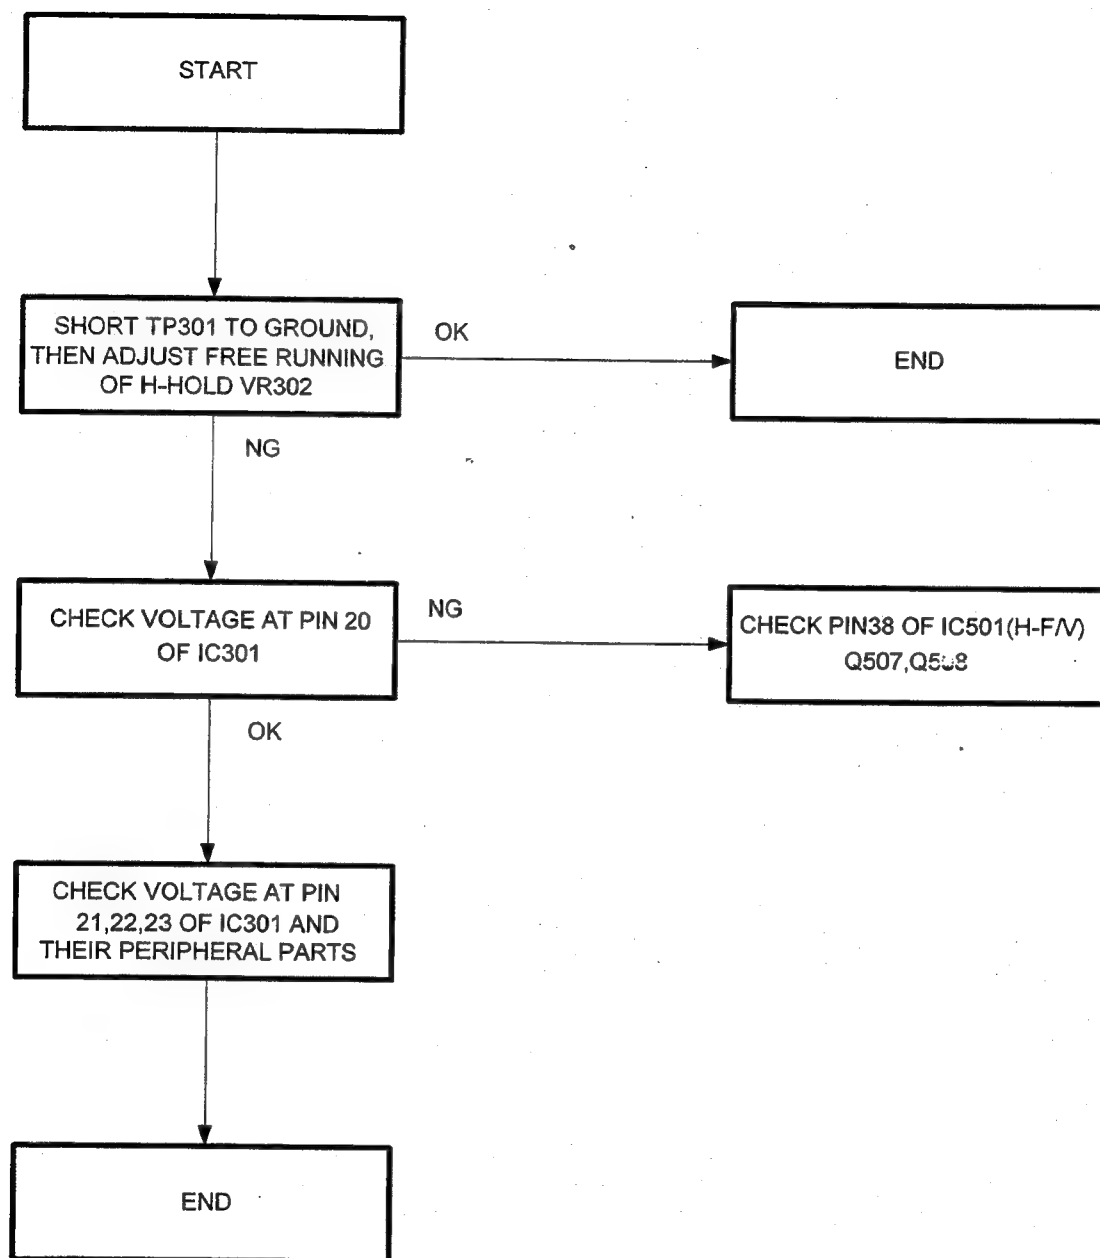 START
SHORT TP301 TO GROUND,
THEN ADJUST FREE RUNNING
OF H-HOLD VR302
OK
END
NG
CHECK VOLTAGE AT PIN 20
OF IC301
NG
CHECK PIN38 OF IC501(H-F/V)
Q507,
OK
CHECK VOLTAGE AT PIN
21,22,23 OF IC301 AND
THEIR PERIPHERAL PARTS
END